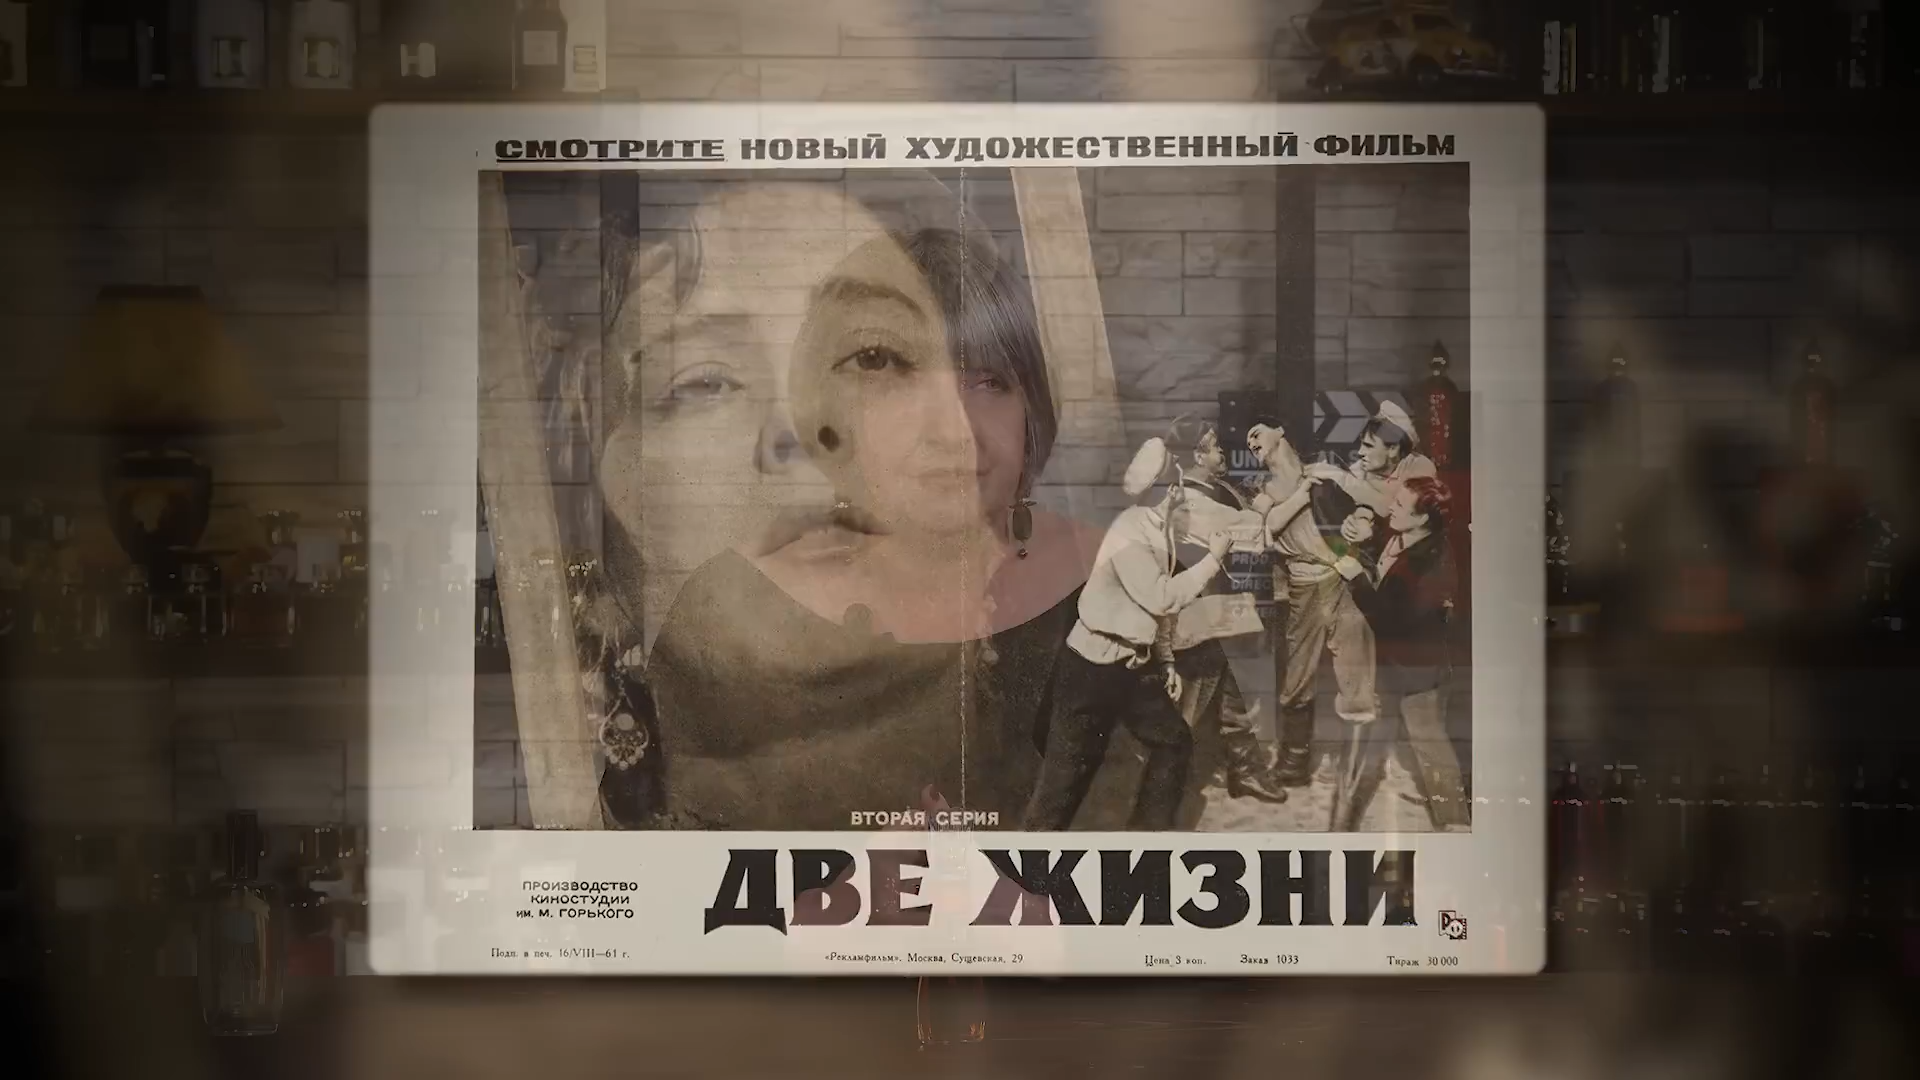 СМОТРИТЕ НОВЫЙ ХУДОЖЕСТВЕННЫЙ ФИЛЬМ
ВТОРАЯ СЕРИЯ
ДВЕ ЖИЗНИ
ПРОИЗВОДСТВО
КИНОСТУДИИ
им. М. ГОРЬКОГО
Подп. в печ. 16/VIII—61 г.
«Рекламфильм». Москва, Сущевская, 29
Цена 3 коп.
Заказ 1033
Тираж 30 000